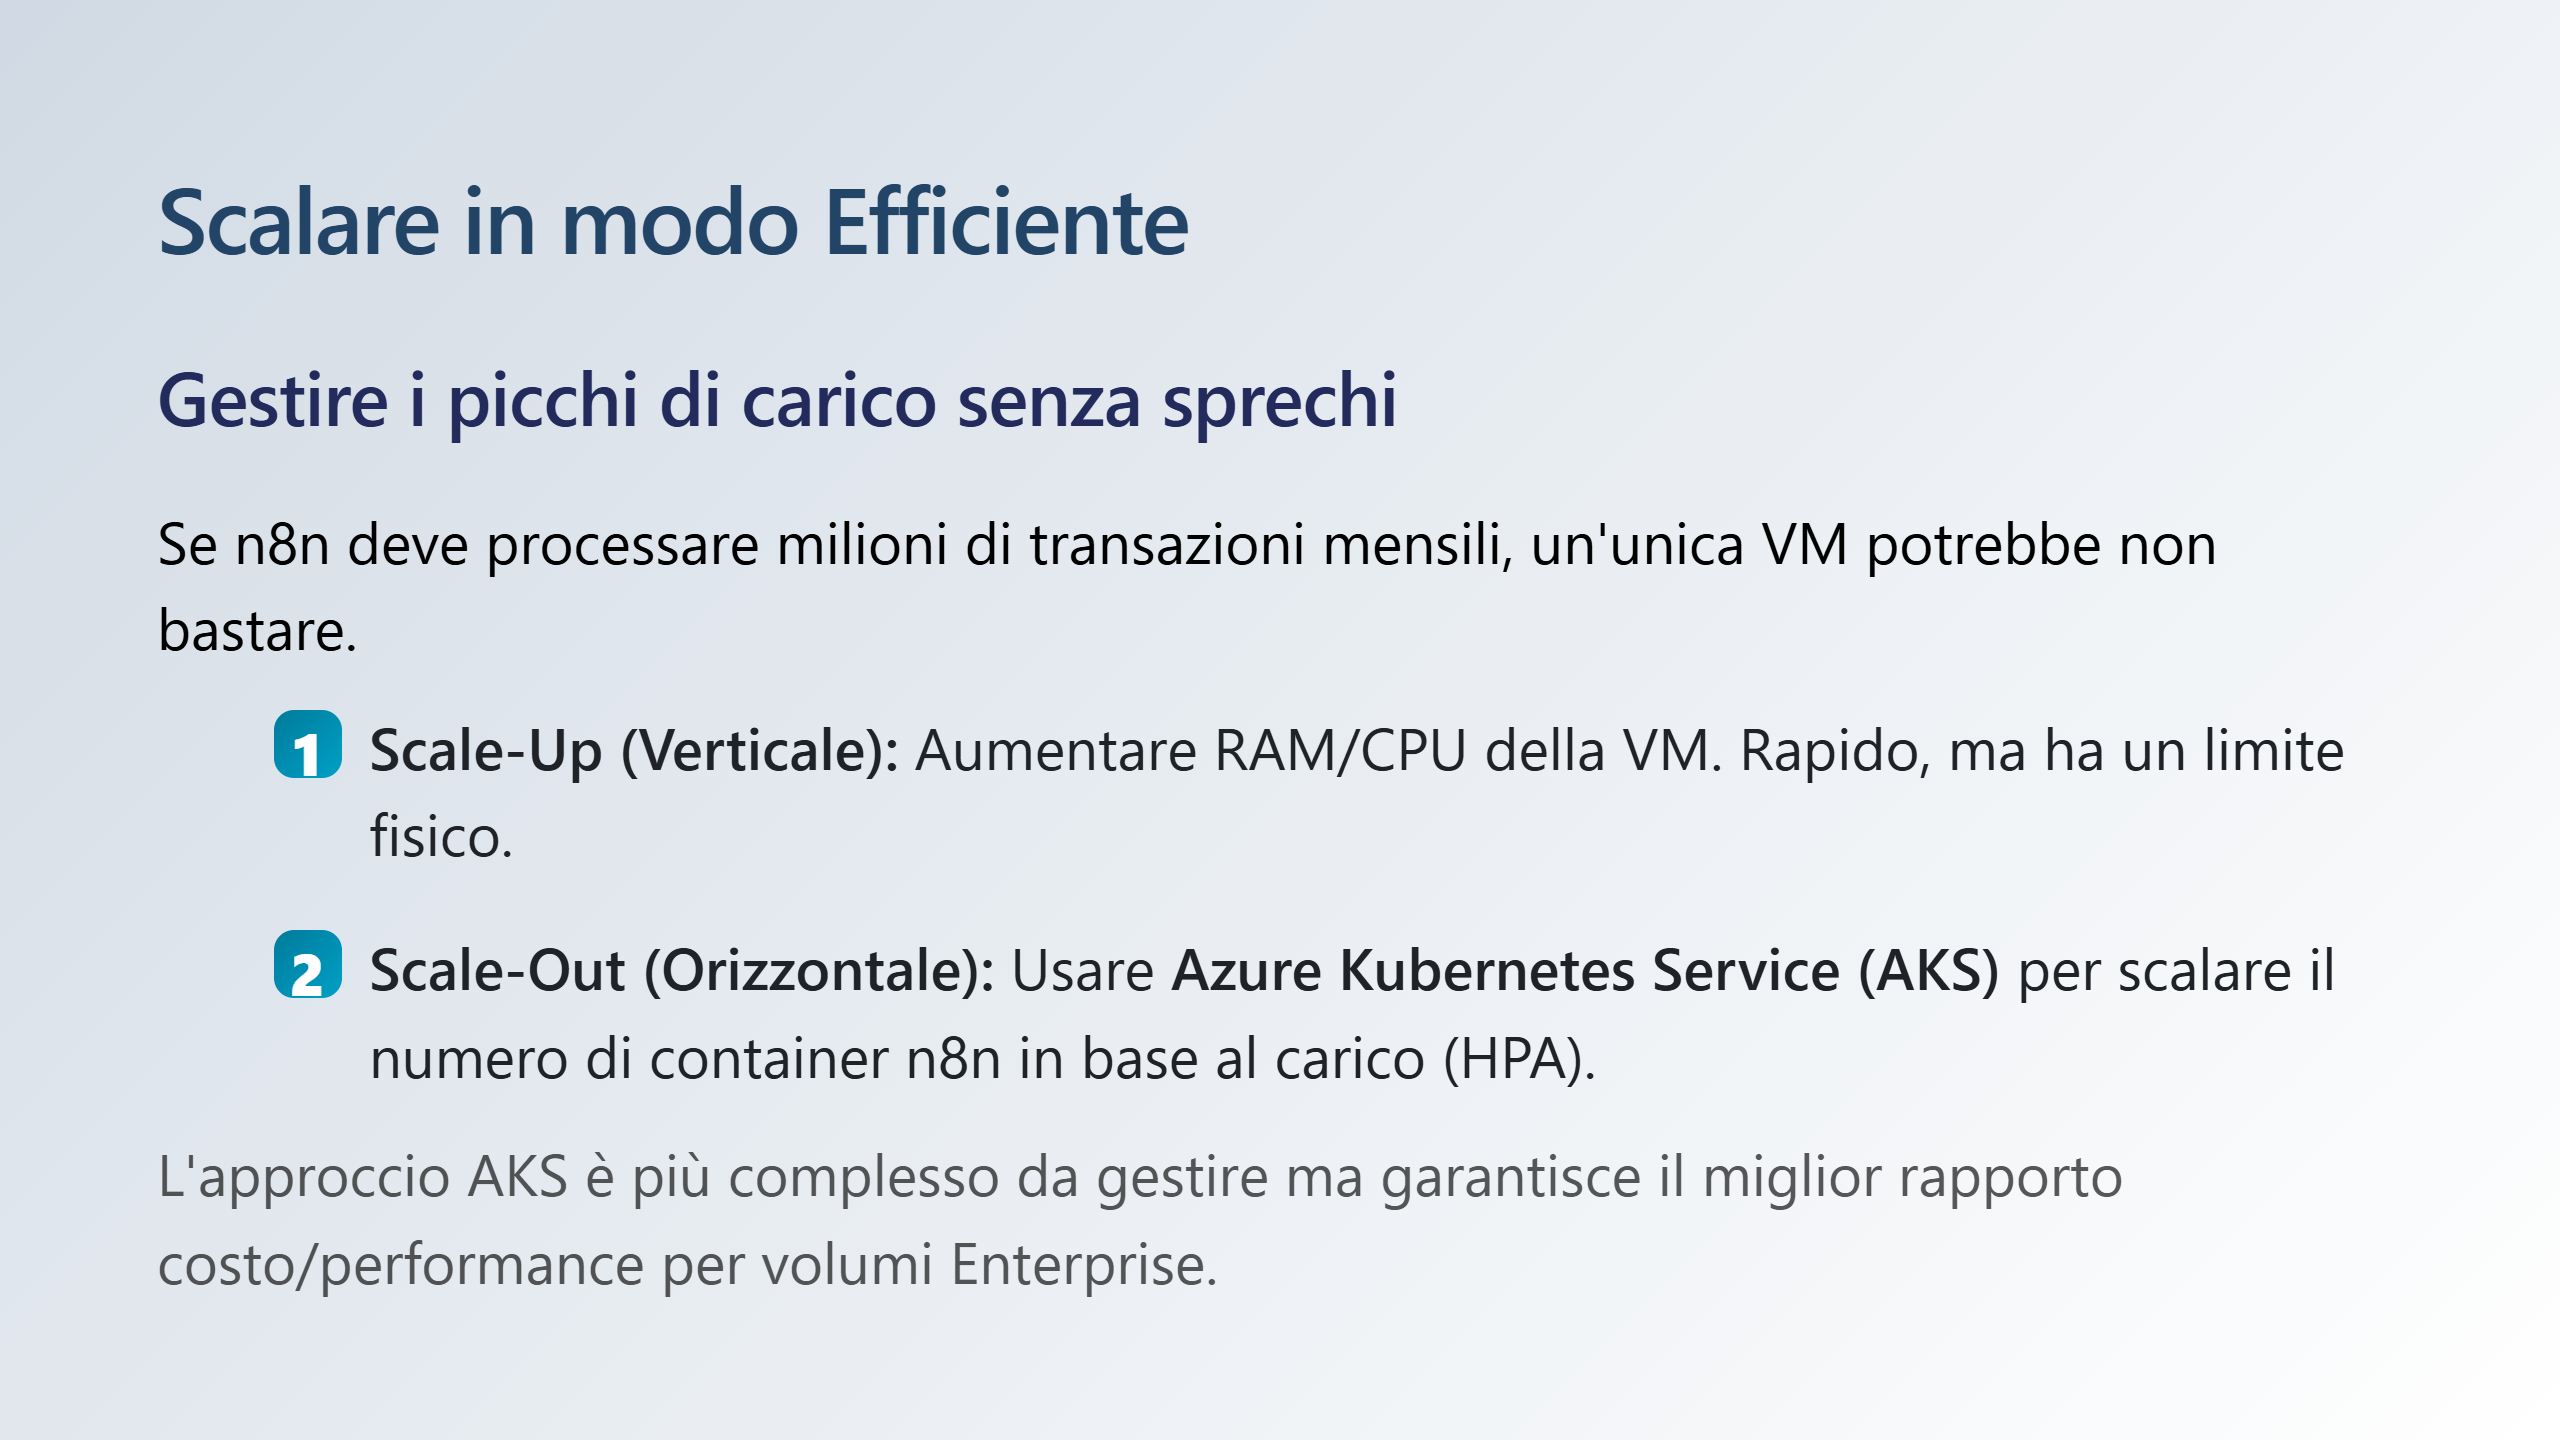 Scalare in modo Efficiente
Gestire i picchi di carico senza sprechi
Se n8n deve processare milioni di transazioni mensili, un'unica VM potrebbe non
bastare.
1 Scale-Up (Verticale): Aumentare RAM/CPU della VM. Rapido, ma ha un limite
fisico.
2 Scale-Out (Orizzontale): Usare Azure Kubernetes Service (AKS) per scalare il
numero di container n8n in base al carico (HPA).
L'approccio AKS è più complesso da gestire ma garantisce il miglior rapporto
costo/performance per volumi Enterprise.